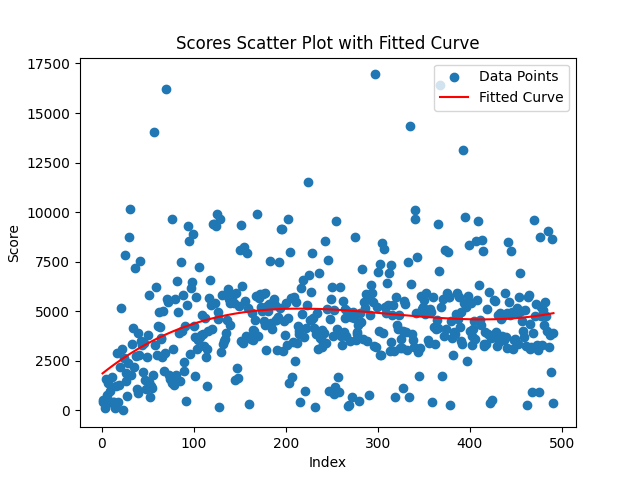 Scores Scatter Plot with Fitted Curve
17500
15000
12500
10000
7500
5000
2500
0
Score
Data Points
Fitted Curve
0 100 200 300 400 500
Index